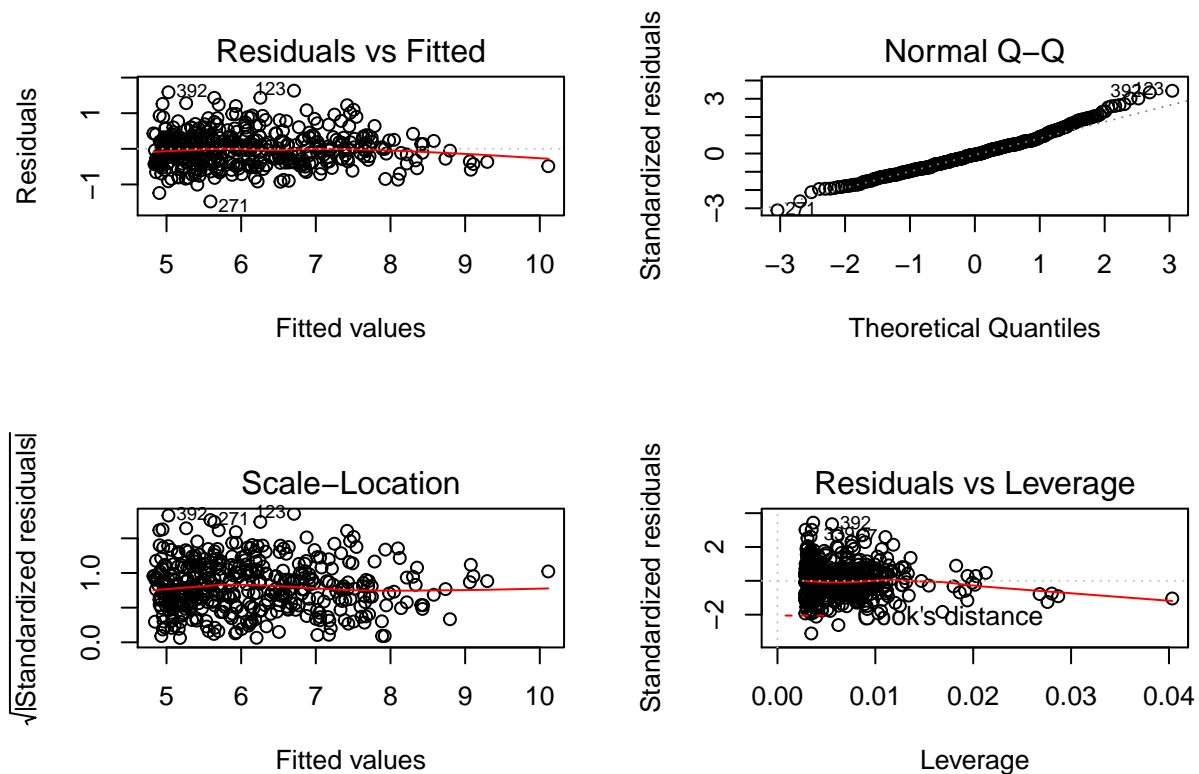 Residuals vs Fitted
Residuals
1
−1
392
123
271
5 6 7 8 9 10
Fitted values
Normal Q−Q
Standardized residuals
3
0
−3
392
123
271
−3 −2 −1 0 1 2 3
Theoretical Quantiles
Scale−Location
√|Standardized residuals|
1.0
0.0
392
271
123
5 6 7 8 9 10
Fitted values
Residuals vs Leverage
Standardized residuals
2
−2
392
Cook's distance
0.00 0.01 0.02 0.03 0.04
Leverage